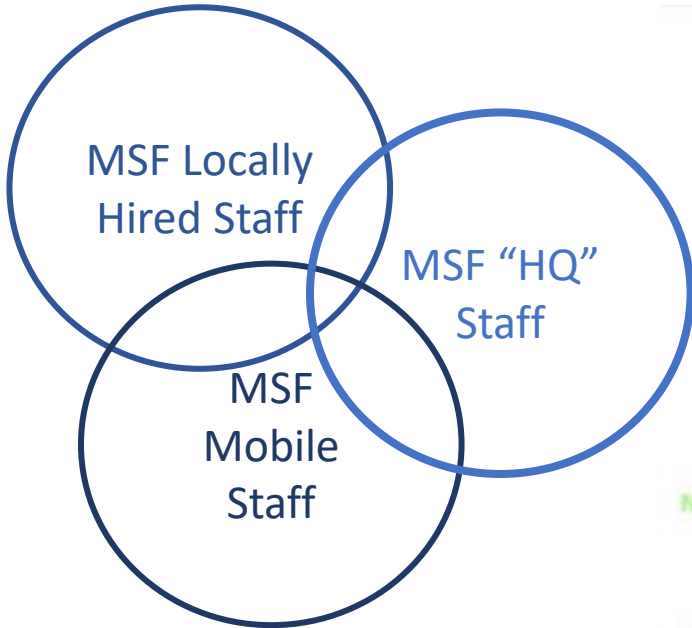 MSF Locally
Hired Staff
MSF “HQ”
Staff
MSF
Mobile
Staff